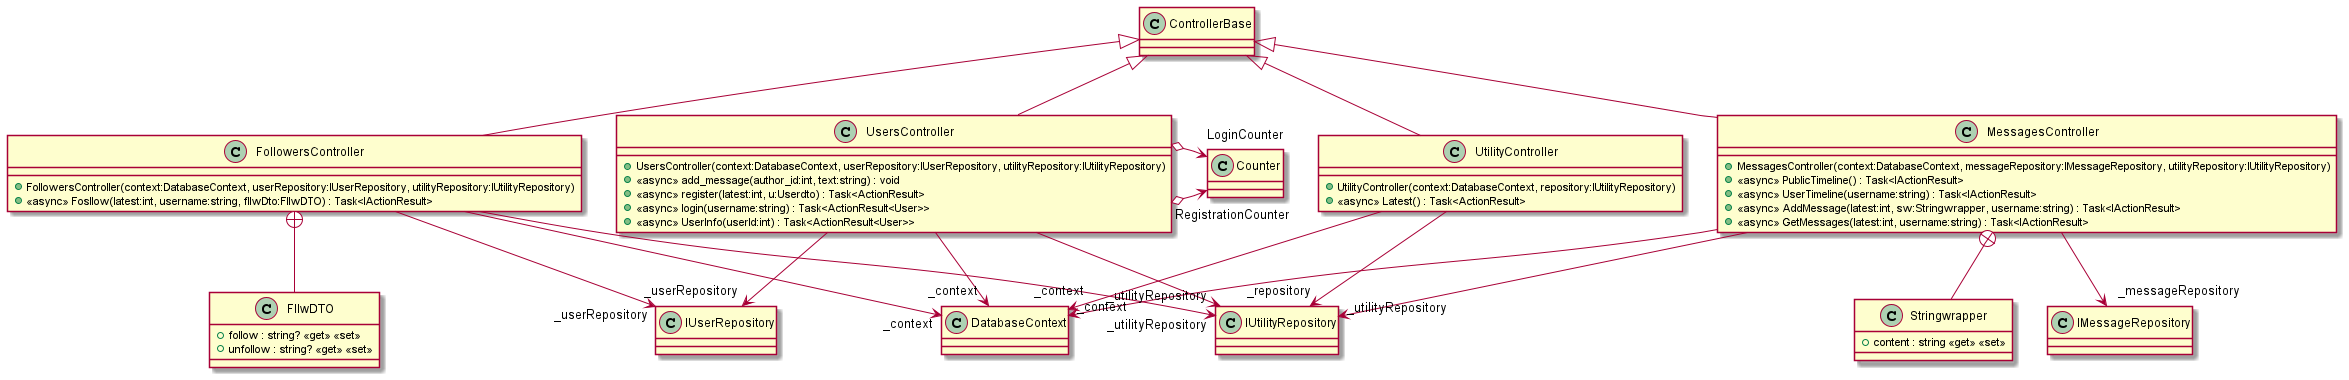 C ControllerBase
C FollowersController
FollowersController(context:DatabaseContext, userRepository:IUserRepository, utilityRepository:IUtilityRepository)
«async» Fosllow(latest:int, username:string, fllwDto:FllwDTO) : Task<IActionResult>
C UsersController
UsersController(context:DatabaseContext, userRepository:IUserRepository, utilityRepository:IUtilityRepository)
«async» add_message(author_id:int, text:string) : void
«async» register(latest:int, u:Userdto) : Task<ActionResult>
«async» login(username:string) : Task<ActionResult<User>>
«async» UserInfo(userId:int) : Task<ActionResult<User>>
LoginCounter
C Counter
RegistrationCounter
C UtilityController
UtilityController(context:DatabaseContext, repository:IUtilityRepository)
«async» Latest() : Task<ActionResult>
C MessagesController
MessagesController(context:DatabaseContext, messageRepository:IMessageRepository, utilityRepository:IUtilityRepository)
«async» PublicTimeline() : Task<IActionResult>
«async» UserTimeline(username:string) : Task<IActionResult>
«async» AddMessage(latest:int, sw:Stringwrapper, username:string) : Task<IActionResult>
«async» GetMessages(latest:int, username:string) : Task<IActionResult>
_userRepository
_context
_context
_utilityRepository
_repository
_messageRepository
_userRepository
_context
_context
_utilityRepository
_utilityRepository
C FllwDTO
follow : string? «get» «set»
unfollow : string? «get» «set»
C IUserRepository
C DatabaseContext
C IUtilityRepository
C Stringwrapper
content : string «get» «set»
C IMessageRepository